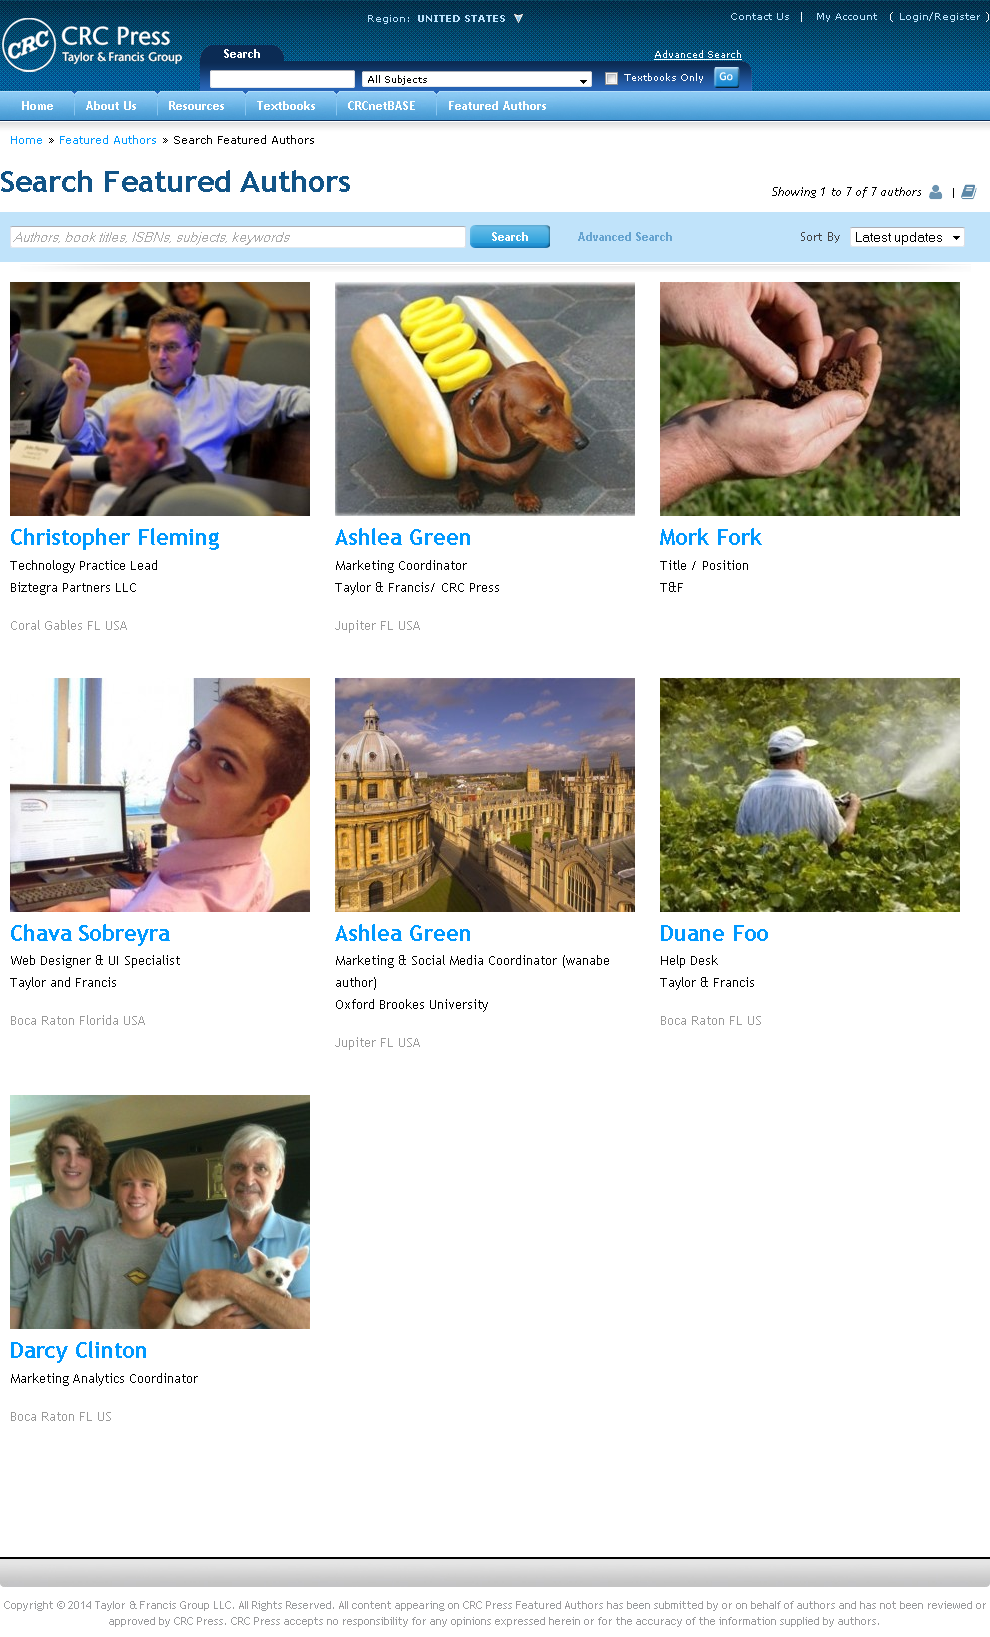 Region: UNITED STATES ▼
Contact Us | My Account ( Login/Register )
CRC CRC Press
Taylor & Francis Group
Search
Advanced Search
All Subjects
Textbooks Only
Go
Home
About Us
Resources
Textbooks
CRCnetBASE
Featured Authors
Home » Featured Authors » Search Featured Authors
Search Featured Authors
Showing 1 to 7 of 7 authors |
Authors, book titles, ISBNs, subjects, keywords
Search
Advanced Search
Sort By
Latest updates
Christopher Fleming
Technology Practice Lead
Biztegra Partners LLC
Coral Gables FL USA
Ashlea Green
Marketing Coordinator
Taylor & Francis/ CRC Press
Jupiter FL USA
Mork Fork
Title / Position
T&F
Chava Sobreyra
Web Designer & UI Specialist
Taylor and Francis
Boca Raton Florida USA
Ashlea Green
Marketing & Social Media Coordinator (wanabe
author)
Oxford Brookes University
Jupiter FL USA
Duane Foo
Help Desk
Taylor & Francis
Boca Raton FL US
Darcy Clinton
Marketing Analytics Coordinator
Boca Raton FL US
Copyright © 2014 Taylor & Francis Group LLC. All Rights Reserved. All content appearing on CRC Press Featured Authors has been submitted by or on behalf of authors and has not been reviewed or
approved by CRC Press. CRC Press accepts no responsibility for any opinions expressed herein or for the accuracy of the information supplied by authors.